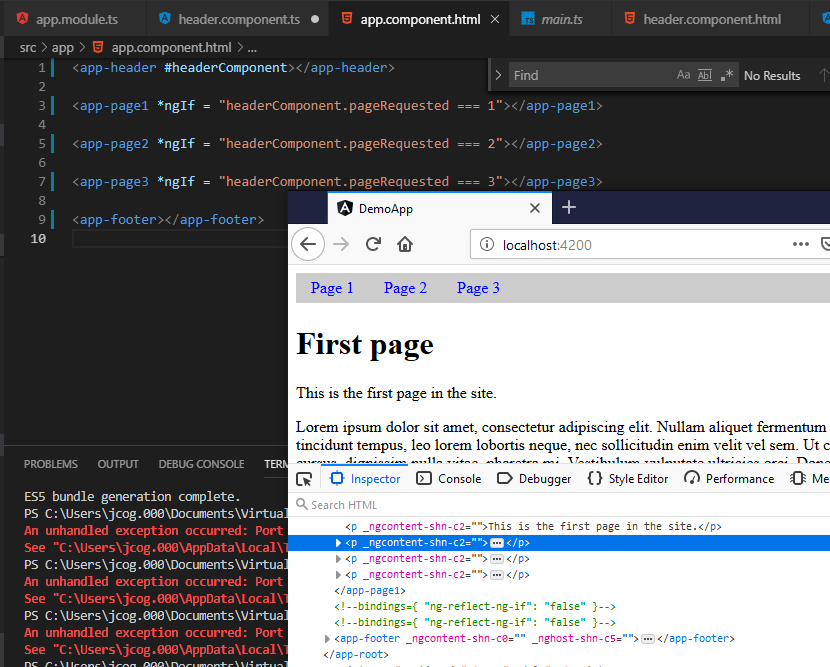 app.module.ts header.component.ts app.component.html main.ts header.component.html
src > app > app.component.html > ...
1 <app-header #headerComponent></app-header>
Find Aa Abl .* No Results
2
3 <app-page1 *ngIf = "headerComponent.pageRequested === 1"></app-page1>
4
5 <app-page2 *ngIf = "headerComponent.pageRequested === 2"></app-page2>
6
7 <app-page3 *ngIf = "headerComponent.pageRequested === 3"></app-page3>
8
9 <app-footer></app-footer>
10
DemoApp
localhost:4200
Page 1 Page 2 Page 3
First page
This is the first page in the site.
Lorem ipsum dolor sit amet, consectetur adipiscing elit. Nullam aliquet fermentum
tincidunt tempus, leo lorem lobortis neque, nec sollicitudin enim velit vel sem. Ut c
PROBLEMS OUTPUT DEBUG CONSOLE TERM
ES5 bundle generation complete.
PS C:\Users\jcog.000\Documents\Virtual
An unhandled exception occurred: Port
See "C:\Users\jcog.000\AppData\Local\T
PS C:\Users\jcog.000\Documents\Virtual
An unhandled exception occurred: Port
See "C:\Users\jcog.000\AppData\Local\T
PS C:\Users\jcog.000\Documents\Virtual
An unhandled exception occurred: Port
See "C:\Users\jcog.000\AppData\Local\T
PS C:\Users\jcog.000\Documents\Virtual
Inspector Console Debugger {} Style Editor Performance Me
Search HTML
<p _ngcontent-shn-c2="">This is the first page in the site.</p>
<p _ngcontent-shn-c2="">...</p>
<p _ngcontent-shn-c2="">...</p>
<p _ngcontent-shn-c2="">...</p>
</app-page1>
<!--bindings={ "ng-reflect-ng-if": "false" }-->
<!--bindings={ "ng-reflect-ng-if": "false" }-->
<app-footer _ngcontent-shn-c0="" _nghost-shn-c5="">...</app-footer>
</app-root>